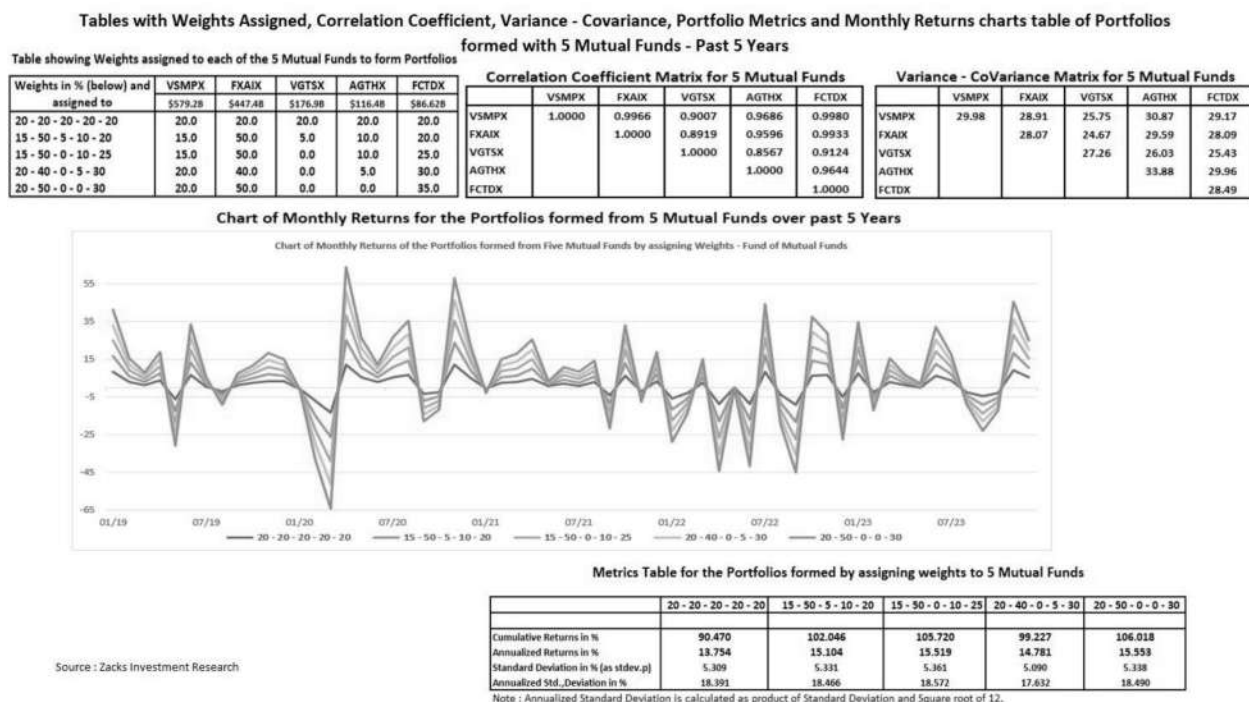 Tables with Weights Assigned, Correlation Coefficient, Variance - Covariance, Portfolio Metrics and Monthly Returns charts table of Portfolios
formed with 5 Mutual Funds - Past 5 Years
Table showing Weights assigned to each of the 5 Mutual Funds to form Portfolios
Weights in % (below) and assigned to VSMPX FXAIX VGTSX AGTHX FCTDX
$579.2B $447.4B $176.9B $116.4B $86.62B
20 - 20 - 20 - 20 - 20 20.0 20.0 20.0 20.0 20.0
15 - 50 - 5 - 10 - 20 15.0 50.0 5.0 10.0 20.0
15 - 50 - 0 - 10 - 25 15.0 50.0 0.0 10.0 25.0
20 - 40 - 0 - 5 - 30 20.0 40.0 0.0 5.0 30.0
20 - 50 - 0 - 0 - 30 20.0 50.0 0.0 0.0 35.0
Correlation Coefficient Matrix for 5 Mutual Funds
VSMPX FXAIX VGTSX AGTHX FCTDX
VSMPX 1.0000 0.9966 0.9007 0.9686 0.9980
FXAIX 1.0000 0.8919 0.9596 0.9933
VGTSX 1.0000 0.8567 0.9124
AGTHX 1.0000 0.9644
FCTDX 1.0000
Variance - CoVariance Matrix for 5 Mutual Funds
VSMPX FXAIX VGTSX AGTHX FCTDX
VSMPX 29.98 28.91 25.75 30.87 29.17
FXAIX 28.07 24.67 29.59 28.09
VGTSX 27.26 26.03 25.43
AGTHX 33.88 29.96
FCTDX 28.49
Chart of Monthly Returns for the Portfolios formed from 5 Mutual Funds over past 5 Years
Chart of Monthly Returns of the Portfolios formed from Five Mutual Funds by assigning Weights - Fund of Mutual Funds
55
35
15
-5
-25
-45
-65
01/19 07/19 01/20 07/20 01/21 07/21 01/22 07/22 01/23 07/23
20 - 20 - 20 - 20 - 20 15 - 50 - 5 - 10 - 20 15 - 50 - 0 - 10 - 25 20 - 40 - 0 - 5 - 30 20 - 50 - 0 - 0 - 30
Metrics Table for the Portfolios formed by assigning weights to 5 Mutual Funds
20 - 20 - 20 - 20 - 20 15 - 50 - 5 - 10 - 20 15 - 50 - 0 - 10 - 25 20 - 40 - 0 - 5 - 30 20 - 50 - 0 - 0 - 30
Cumulative Returns in % 90.470 102.046 105.720 99.227 106.018
Annualized Returns in % 13.754 15.104 15.519 14.781 15.553
Standard Deviation in % (as stdev.p) 5.309 5.331 5.361 5.090 5.338
Annualized Std.,Deviation in % 18.391 18.466 18.572 17.632 18.490
Note : Annualized Standard Deviation is calculated as product of Standard Deviation and Square root of 12.
Source : Zacks Investment Research